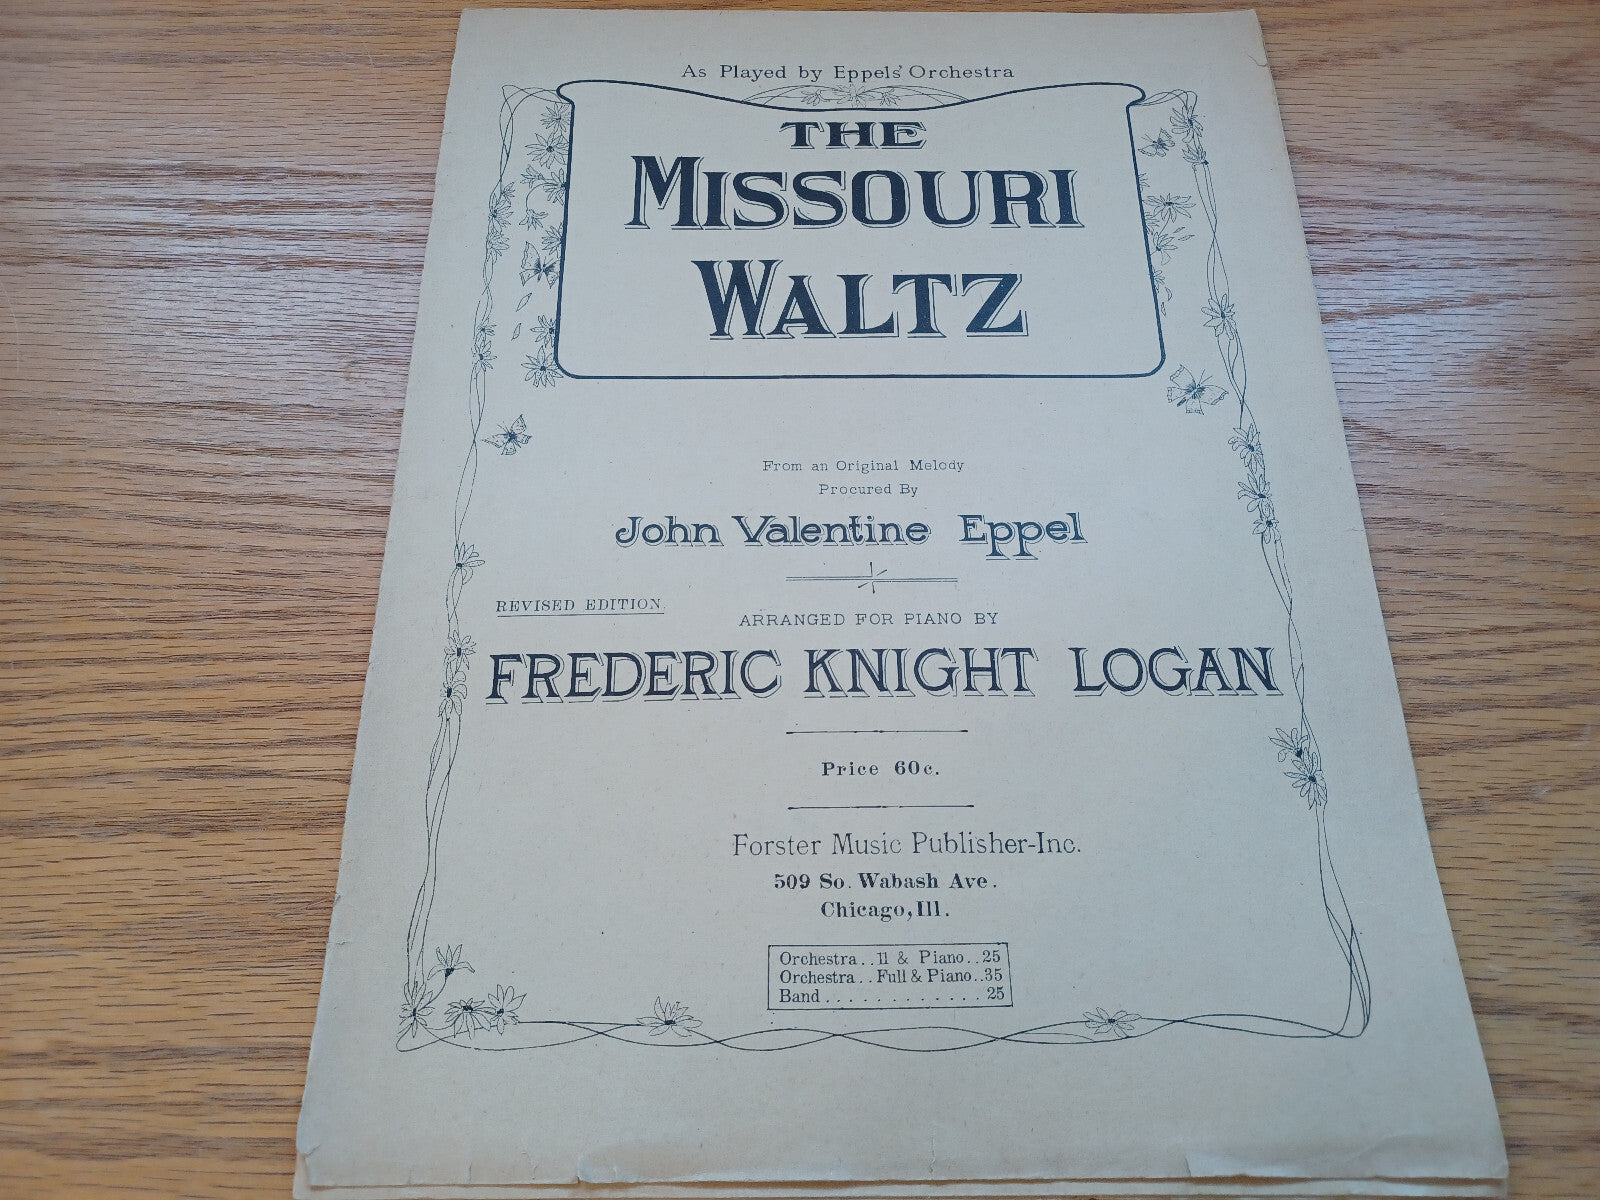 As Played by Eppels' Orchestra
THE
MISSOURI
WALTZ
From an Original Melody
Procured By
John Valentine Eppel
REVISED EDITION.
ARRANGED FOR PIANO BY
FREDERIC KNIGHT LOGAN
Price 60c.
Forster Music Publisher-Inc.
509 So. Wabash Ave.
Chicago, Ill.
Orchestra..11 & Piano..25
Orchestra..Full & Piano..35
Band............25